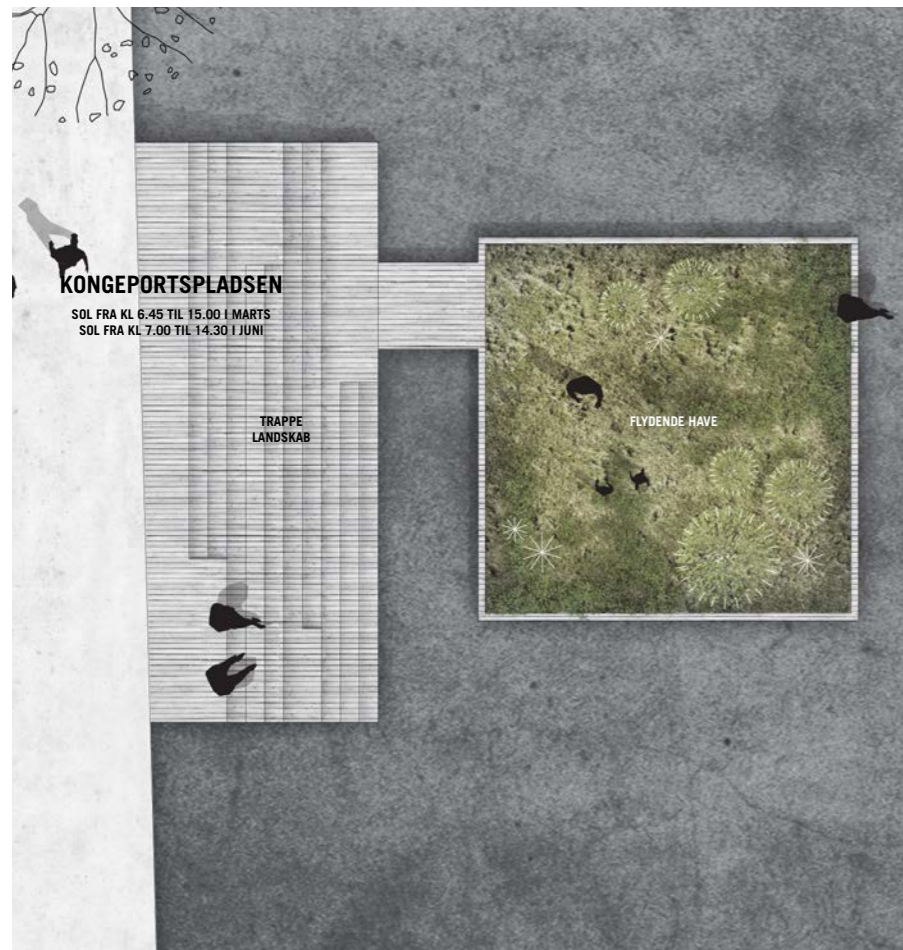 KONGEPORTSPLADSEN
SOL FRA KL 6.45 TIL 15.00 I MARTS
SOL FRA KL 7.00 TIL 14.30 I JUNI
TRAPPE
LANDSKAB
FLYDENDE HAVE